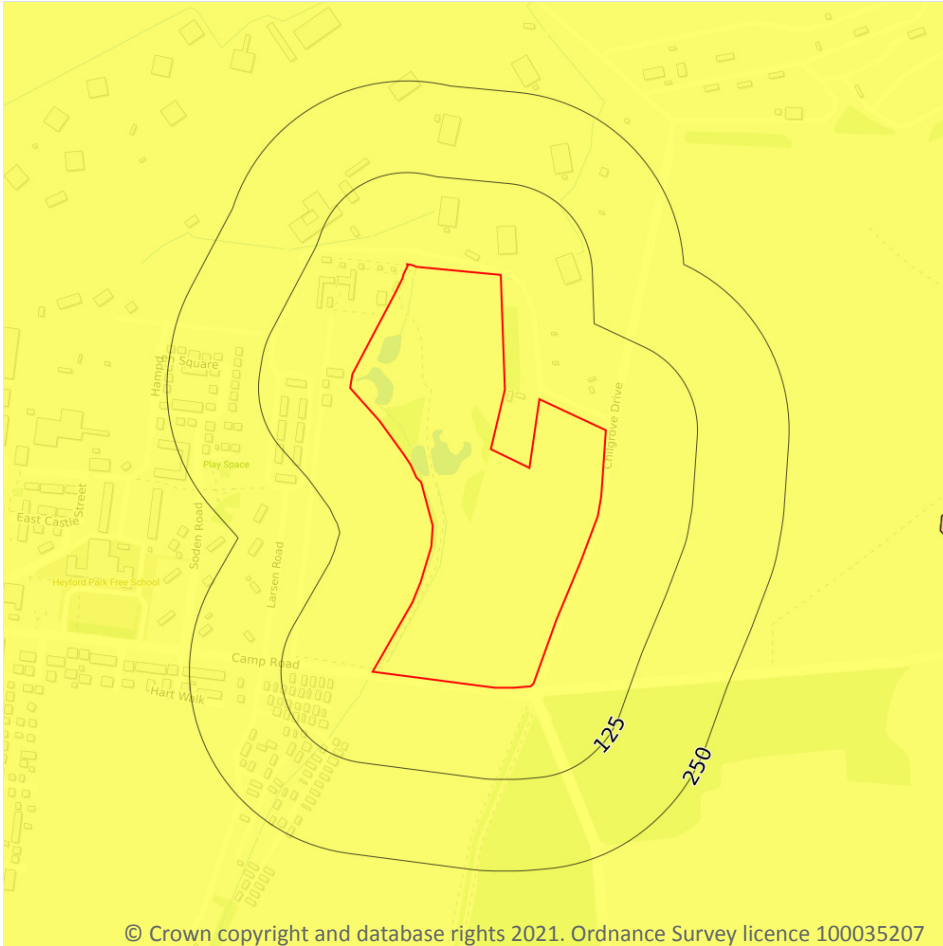 Hampd
Square
Chilgrove Drive
Play Space
Street
East Castle
Soden Road
Larsen Road
Heyford Park Free School
Camp Road
Hart Walk
125
250
© Crown copyright and database rights 2021. Ordnance Survey licence 100035207